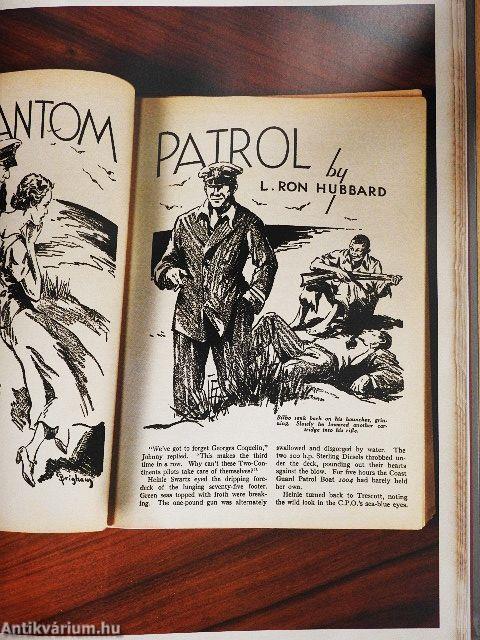 ANTOM
PATROL
by
L. RON HUBBARD
Bilbo sank back on his haunches, grin-
ning. Slowly he lowered another car-
tridge into his rifle.
"We've got to forget Georges Coquelin,"
Johnny replied. "This makes the third
time in a row. Why can't these Two-Con-
tinents pilots take care of themselves?"
Heinie Swartz eyed the dripping fore-
deck of the lunging seventy-five footer.
Green seas topped with froth were break-
ing. The one-pound gun was alternately
swallowed and disgorged by water. The
two 200 h.p. Sterling Diesels throbbed un-
der the deck, pounding out their hearts
against the blow. For five hours the Coast
Guard Patrol Boat 1004 had barely held
her own.
Heinie turned back to Trescott, noting
the wild look in the C.P.O.'s sea-blue eyes.
Brigham
Antikvárium.hu